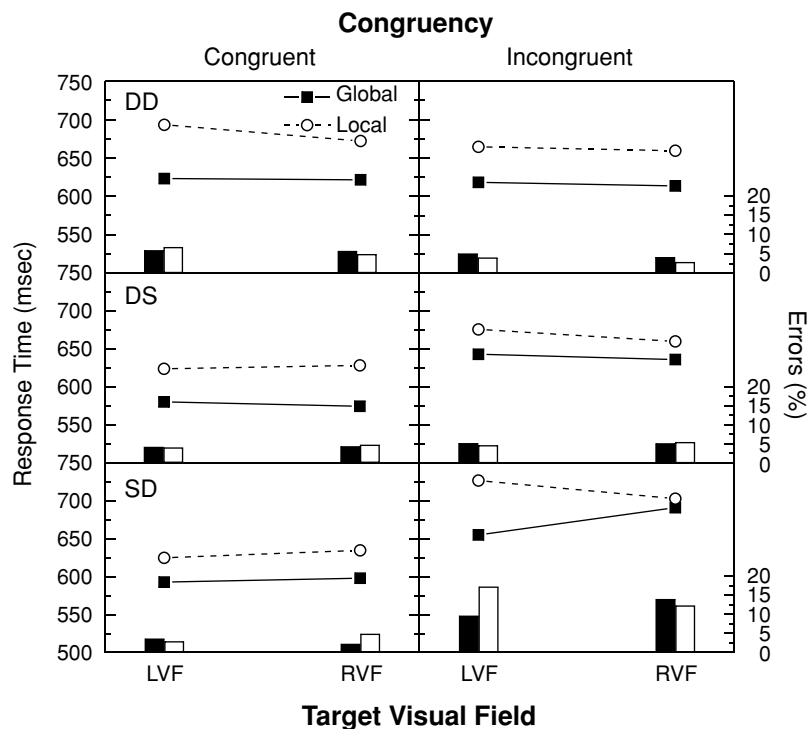 Congruency
Congruent Incongruent
750
DD
Global
Local
700
650
600
550
750
20
15
10
5
0
DS
700
650
600
550
750
20
15
10
5
0
SD
700
650
600
550
500
20
15
10
5
0
Response Time (msec)
Errors (%)
LVF RVF LVF RVF
Target Visual Field